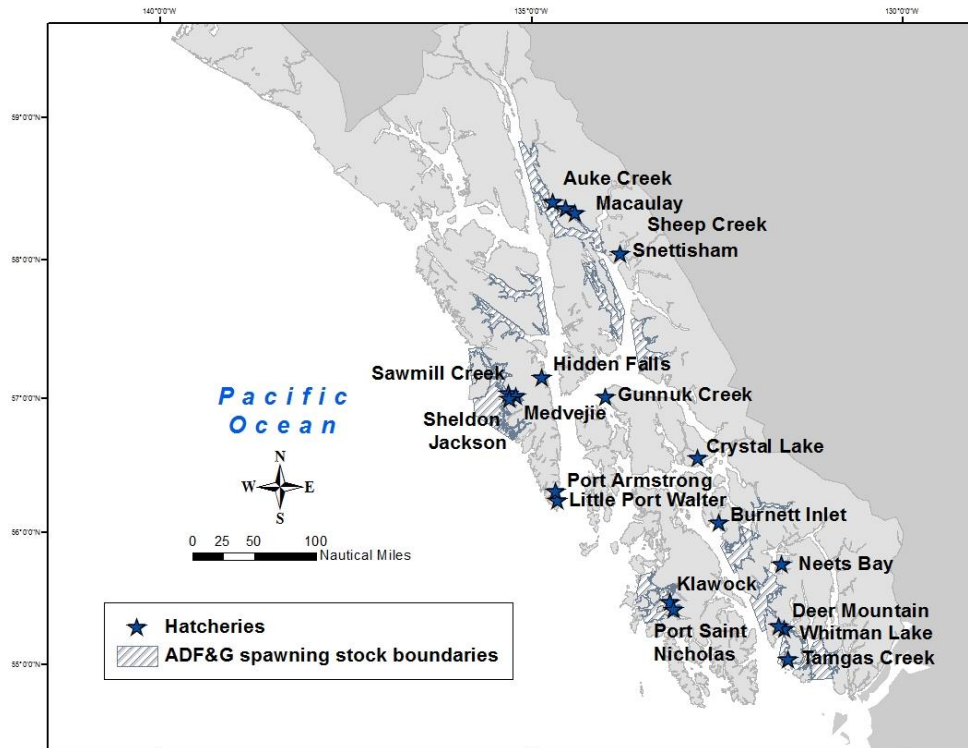 140°0'0"W
135°0'0"W
130°0'0"W
59°0'0"N
58°0'0"N
57°0'0"N
56°0'0"N
55°0'0"N
Auke Creek
Macaulay
Sheep Creek
Snettisham
Hidden Falls
Sawmill Creek
Gunnuk Creek
Sheldon
Jackson
Medvejie
Pacific
Ocean
Crystal Lake
N
W E
S
Port Armstrong
Little Port Walter
Burnett Inlet
0 25 50 100
Nautical Miles
Neets Bay
Klawock
Deer Mountain
Whitman Lake
Port Saint
Nicholas
Tamgas Creek
Hatcheries
ADF&G spawning stock boundaries